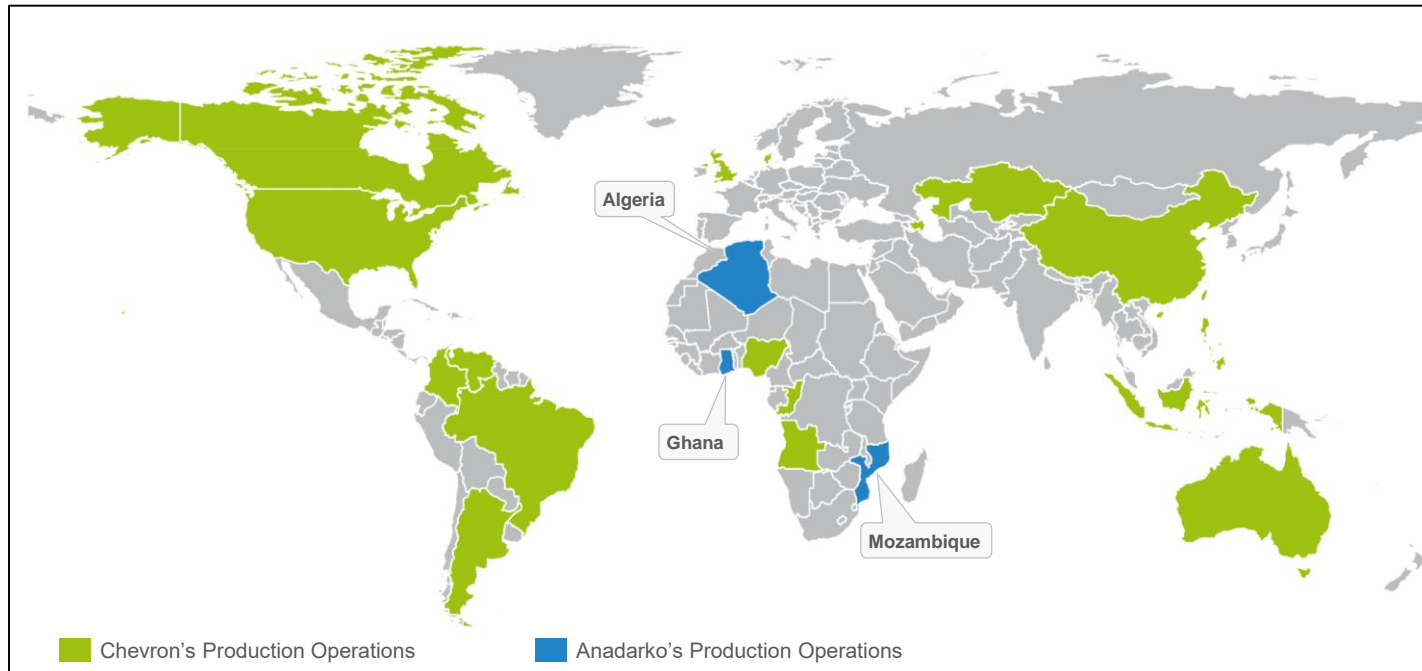 Algeria
Ghana
Mozambique
Chevron’s Production Operations
Anadarko’s Production Operations